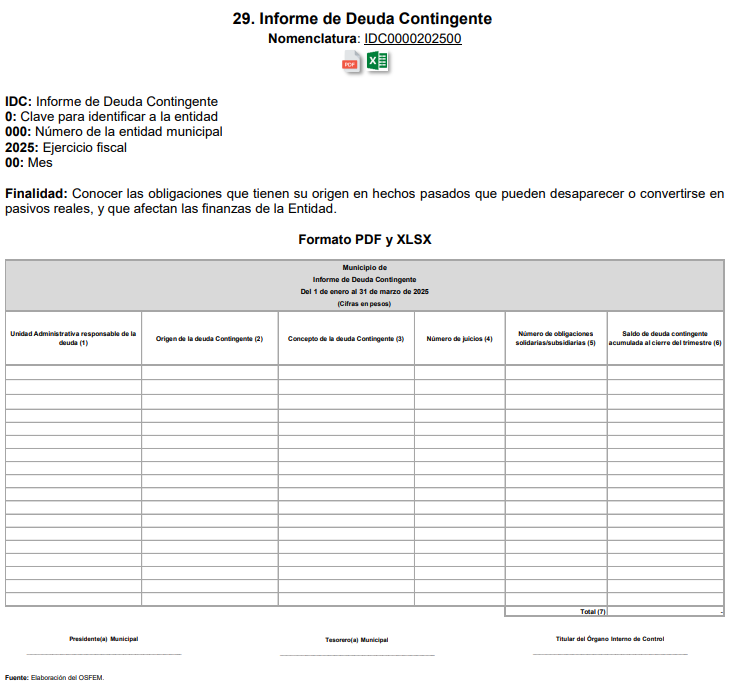 29. Informe de Deuda Contingente
Nomenclatura: IDC0000202500
PDF X
IDC: Informe de Deuda Contingente
0: Clave para identificar a la entidad
000: Número de la entidad municipal
2025: Ejercicio fiscal
00: Mes
Finalidad: Conocer las obligaciones que tienen su origen en hechos pasados que pueden desaparecer o convertirse en
pasivos reales, y que afectan las finanzas de la Entidad.
Formato PDF y XLSX
Municipio de
Informe de Deuda Contingente
Del 1 de enero al 31 de marzo de 2025
(Cifras en pesos)
Unidad Administrativa responsable de la
deuda (1)
Origen de la deuda Contingente (2)
Concepto de la deuda Contingente (3)
Número de juicios (4)
Número de obligaciones
solidarias/subsidiarias (5)
Saldo de deuda contingente
acumulada al cierre del trimestre (6)
Total (7) -
Presidente(a) Municipal
Tesorero(a) Municipal
Titular del Órgano Interno de Control
Fuente: Elaboración del OSFEM.